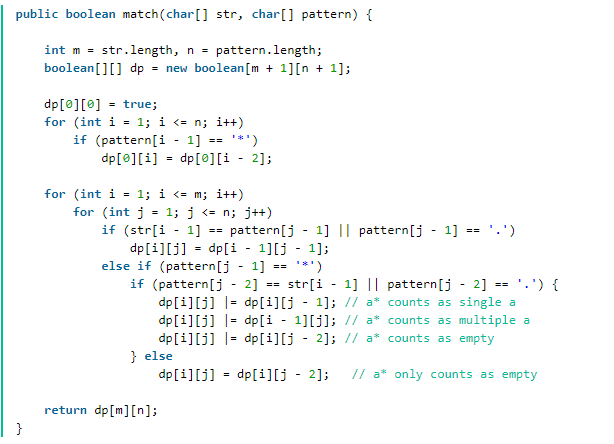 public boolean match(char[] str, char[] pattern) {

    int m = str.length, n = pattern.length;
    boolean[][] dp = new boolean[m + 1][n + 1];

    dp[0][0] = true;
    for (int i = 1; i <= n; i++)
        if (pattern[i - 1] == '*')
            dp[0][i] = dp[0][i - 2];

    for (int i = 1; i <= m; i++)
        for (int j = 1; j <= n; j++)
            if (str[i - 1] == pattern[j - 1] || pattern[j - 1] == '.')
                dp[i][j] = dp[i - 1][j - 1];
            else if (pattern[j - 1] == '*')
                if (pattern[j - 2] == str[i - 1] || pattern[j - 2] == '.') {
                    dp[i][j] |= dp[i][j - 1]; // a* counts as single a
                    dp[i][j] |= dp[i - 1][j]; // a* counts as multiple a
                    dp[i][j] |= dp[i][j - 2]; // a* counts as empty
                } else
                    dp[i][j] = dp[i][j - 2];   // a* only counts as empty

    return dp[m][n];
}